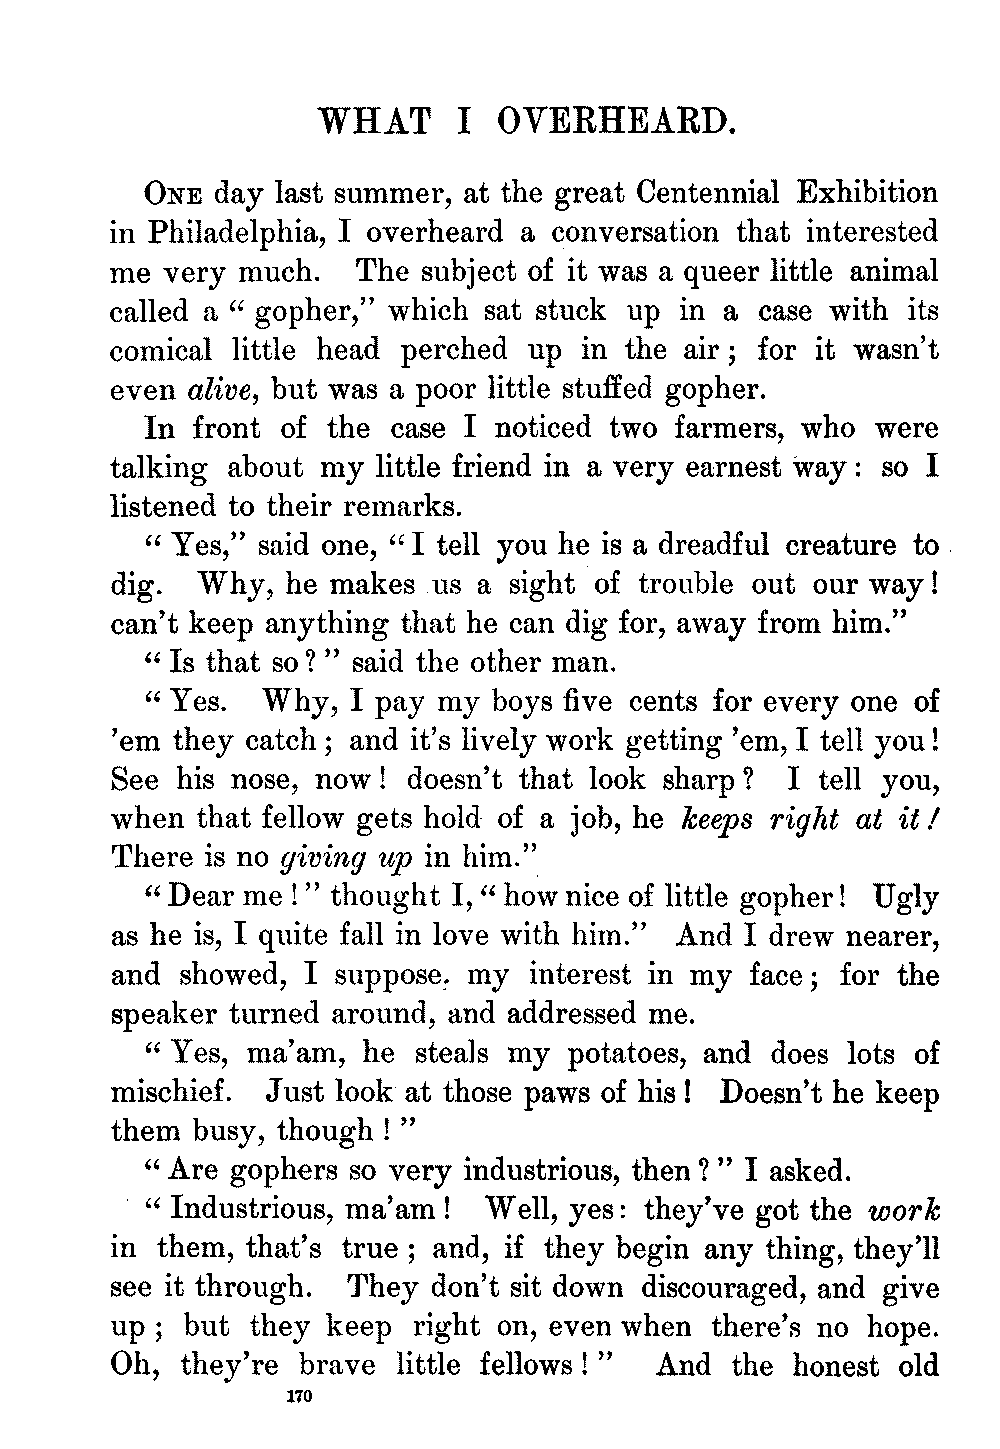 WHAT I OVERHEARD.
ONE day last summer, at the great Centennial Exhibition
in Philadelphia, I overheard a conversation that interested
me very much. The subject of it was a queer little animal
called a “ gopher,” which sat stuck up in a case with its
comical little head perched up in the air ; for it wasn’t
even alive, but was a poor little stuffed gopher.
In front of the case I noticed two farmers, who were
talking about my little friend in a very earnest way : so I
listened to their remarks.
“ Yes,” said one, “ I tell you he is a dreadful creature to
dig. Why, he makes us a sight of trouble out our way !
can’t keep anything that he can dig for, away from him.”
“ Is that so ? ” said the other man.
“ Yes. Why, I pay my boys five cents for every one of
’em they catch ; and it’s lively work getting ’em, I tell you !
See his nose, now ! doesn’t that look sharp ? I tell you,
when that fellow gets hold of a job, he keeps right at it !
There is no giving up in him.”
“ Dear me ! ” thought I, “ how nice of little gopher ! Ugly
as he is, I quite fall in love with him.” And I drew nearer,
and showed, I suppose, my interest in my face ; for the
speaker turned around, and addressed me.
“ Yes, ma’am, he steals my potatoes, and does lots of
mischief. Just look at those paws of his ! Doesn’t he keep
them busy, though ! ”
“ Are gophers so very industrious, then ? ” I asked.
“ Industrious, ma’am ! Well, yes : they’ve got the work
in them, that’s true ; and, if they begin any thing, they’ll
see it through. They don’t sit down discouraged, and give
up ; but they keep right on, even when there’s no hope.
Oh, they’re brave little fellows ! ” And the honest old
170